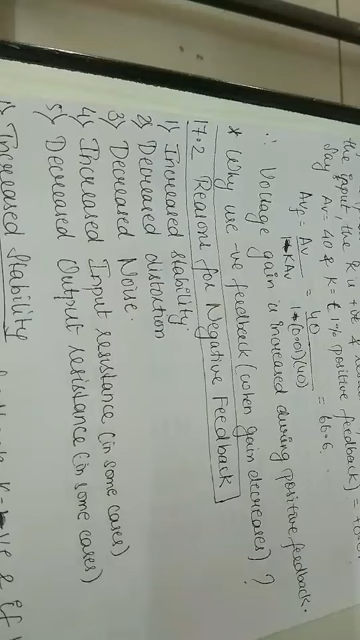 the input, the K is
say Av = 40 & K = + 1% positive feedback) =
Avf = Av / 1-KAv = 40 / 1-(0.01)(40) = 66.6.
∴ Voltage gain is increased during positive feedback.
* Why use -ve feedback (when gain decreases) ?
17.2 Reasons for Negative Feedback
1) Increased stability
2) Decreased distortion
3) Decreased Noise.
4) Increased Input resistance (in some cases)
5) Decreased Output resistance (in some cases)
1) Increased Stability